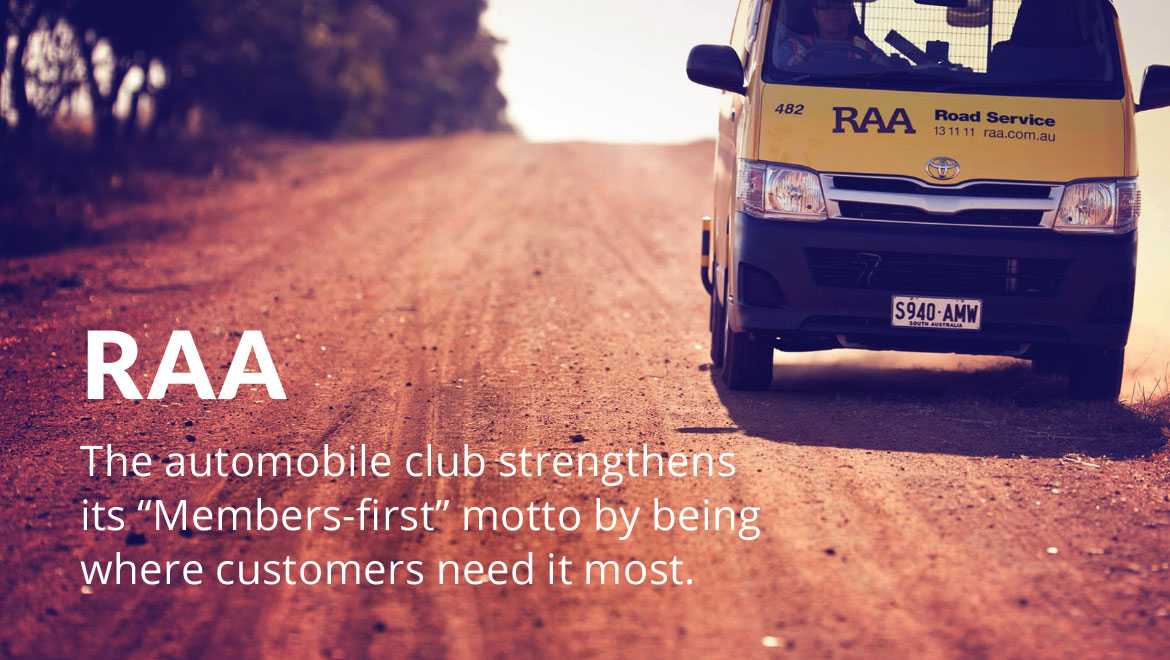 482
RAA
Road Service
13 11 11 raa.com.au
S940·AMW
SOUTH AUSTRALIA
RAA
The automobile club strengthens
its “Members-first” motto by being
where customers need it most.